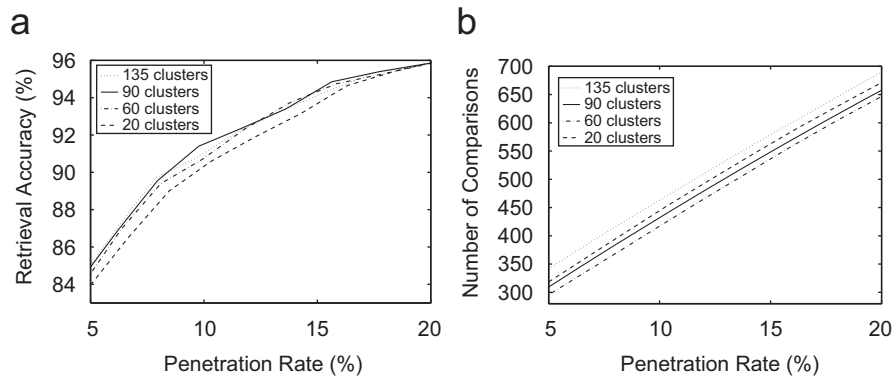 a
Retrieval Accuracy (%)
96
94
92
90
88
86
84
135 clusters
90 clusters
60 clusters
20 clusters
5
10
15
20
Penetration Rate (%)
b
Number of Comparisons
700
650
600
550
500
450
400
350
300
135 clusters
90 clusters
60 clusters
20 clusters
5
10
15
20
Penetration Rate (%)